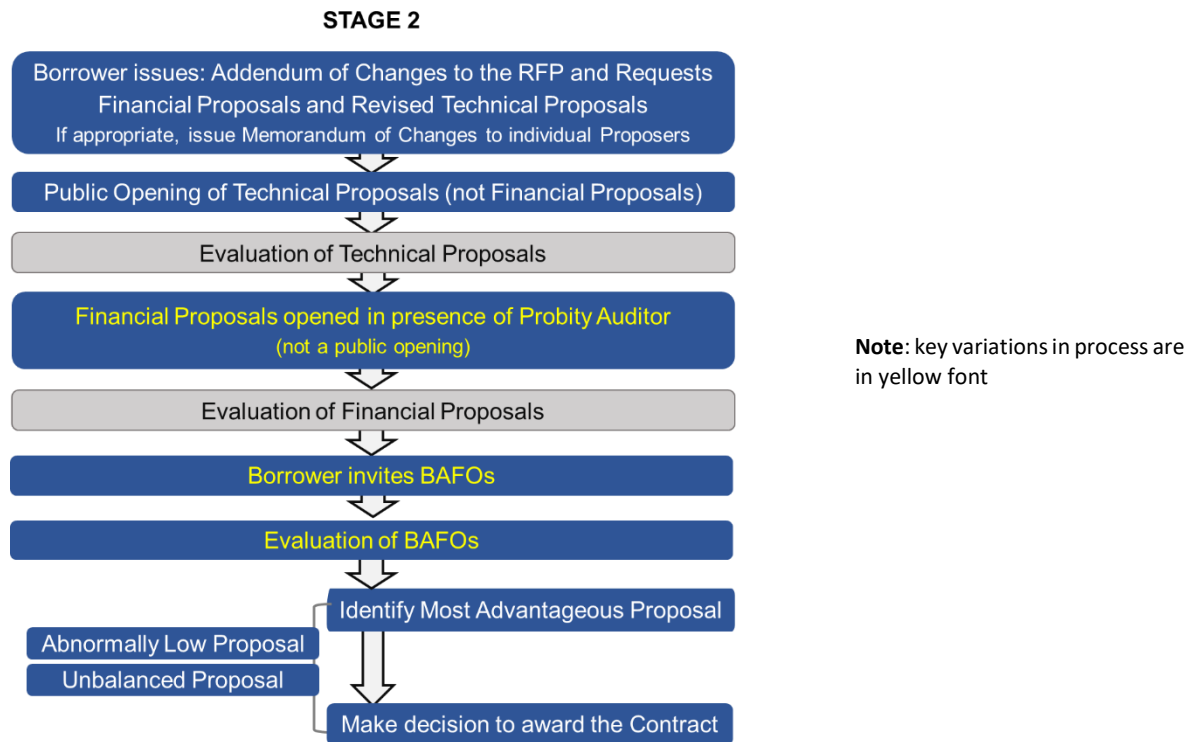 STAGE 2
Borrower issues: Addendum of Changes to the RFP and Requests
Financial Proposals and Revised Technical Proposals
If appropriate, issue Memorandum of Changes to individual Proposers
Public Opening of Technical Proposals (not Financial Proposals)
Evaluation of Technical Proposals
Financial Proposals opened in presence of Probity Auditor
(not a public opening)
Note: key variations in process are
in yellow font
Evaluation of Financial Proposals
Borrower invites BAFOs
Evaluation of BAFOs
Identify Most Advantageous Proposal
Abnormally Low Proposal
Unbalanced Proposal
Make decision to award the Contract